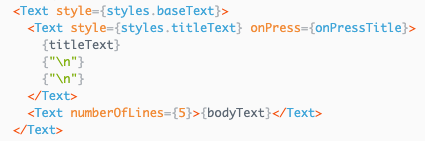 <Text style={styles.baseText}>
  <Text style={styles.titleText} onPress={onPressTitle}>
    {titleText}
    {"\n"}
    {"\n"}
  </Text>
  <Text numberOfLines={5}>{bodyText}</Text>
</Text>